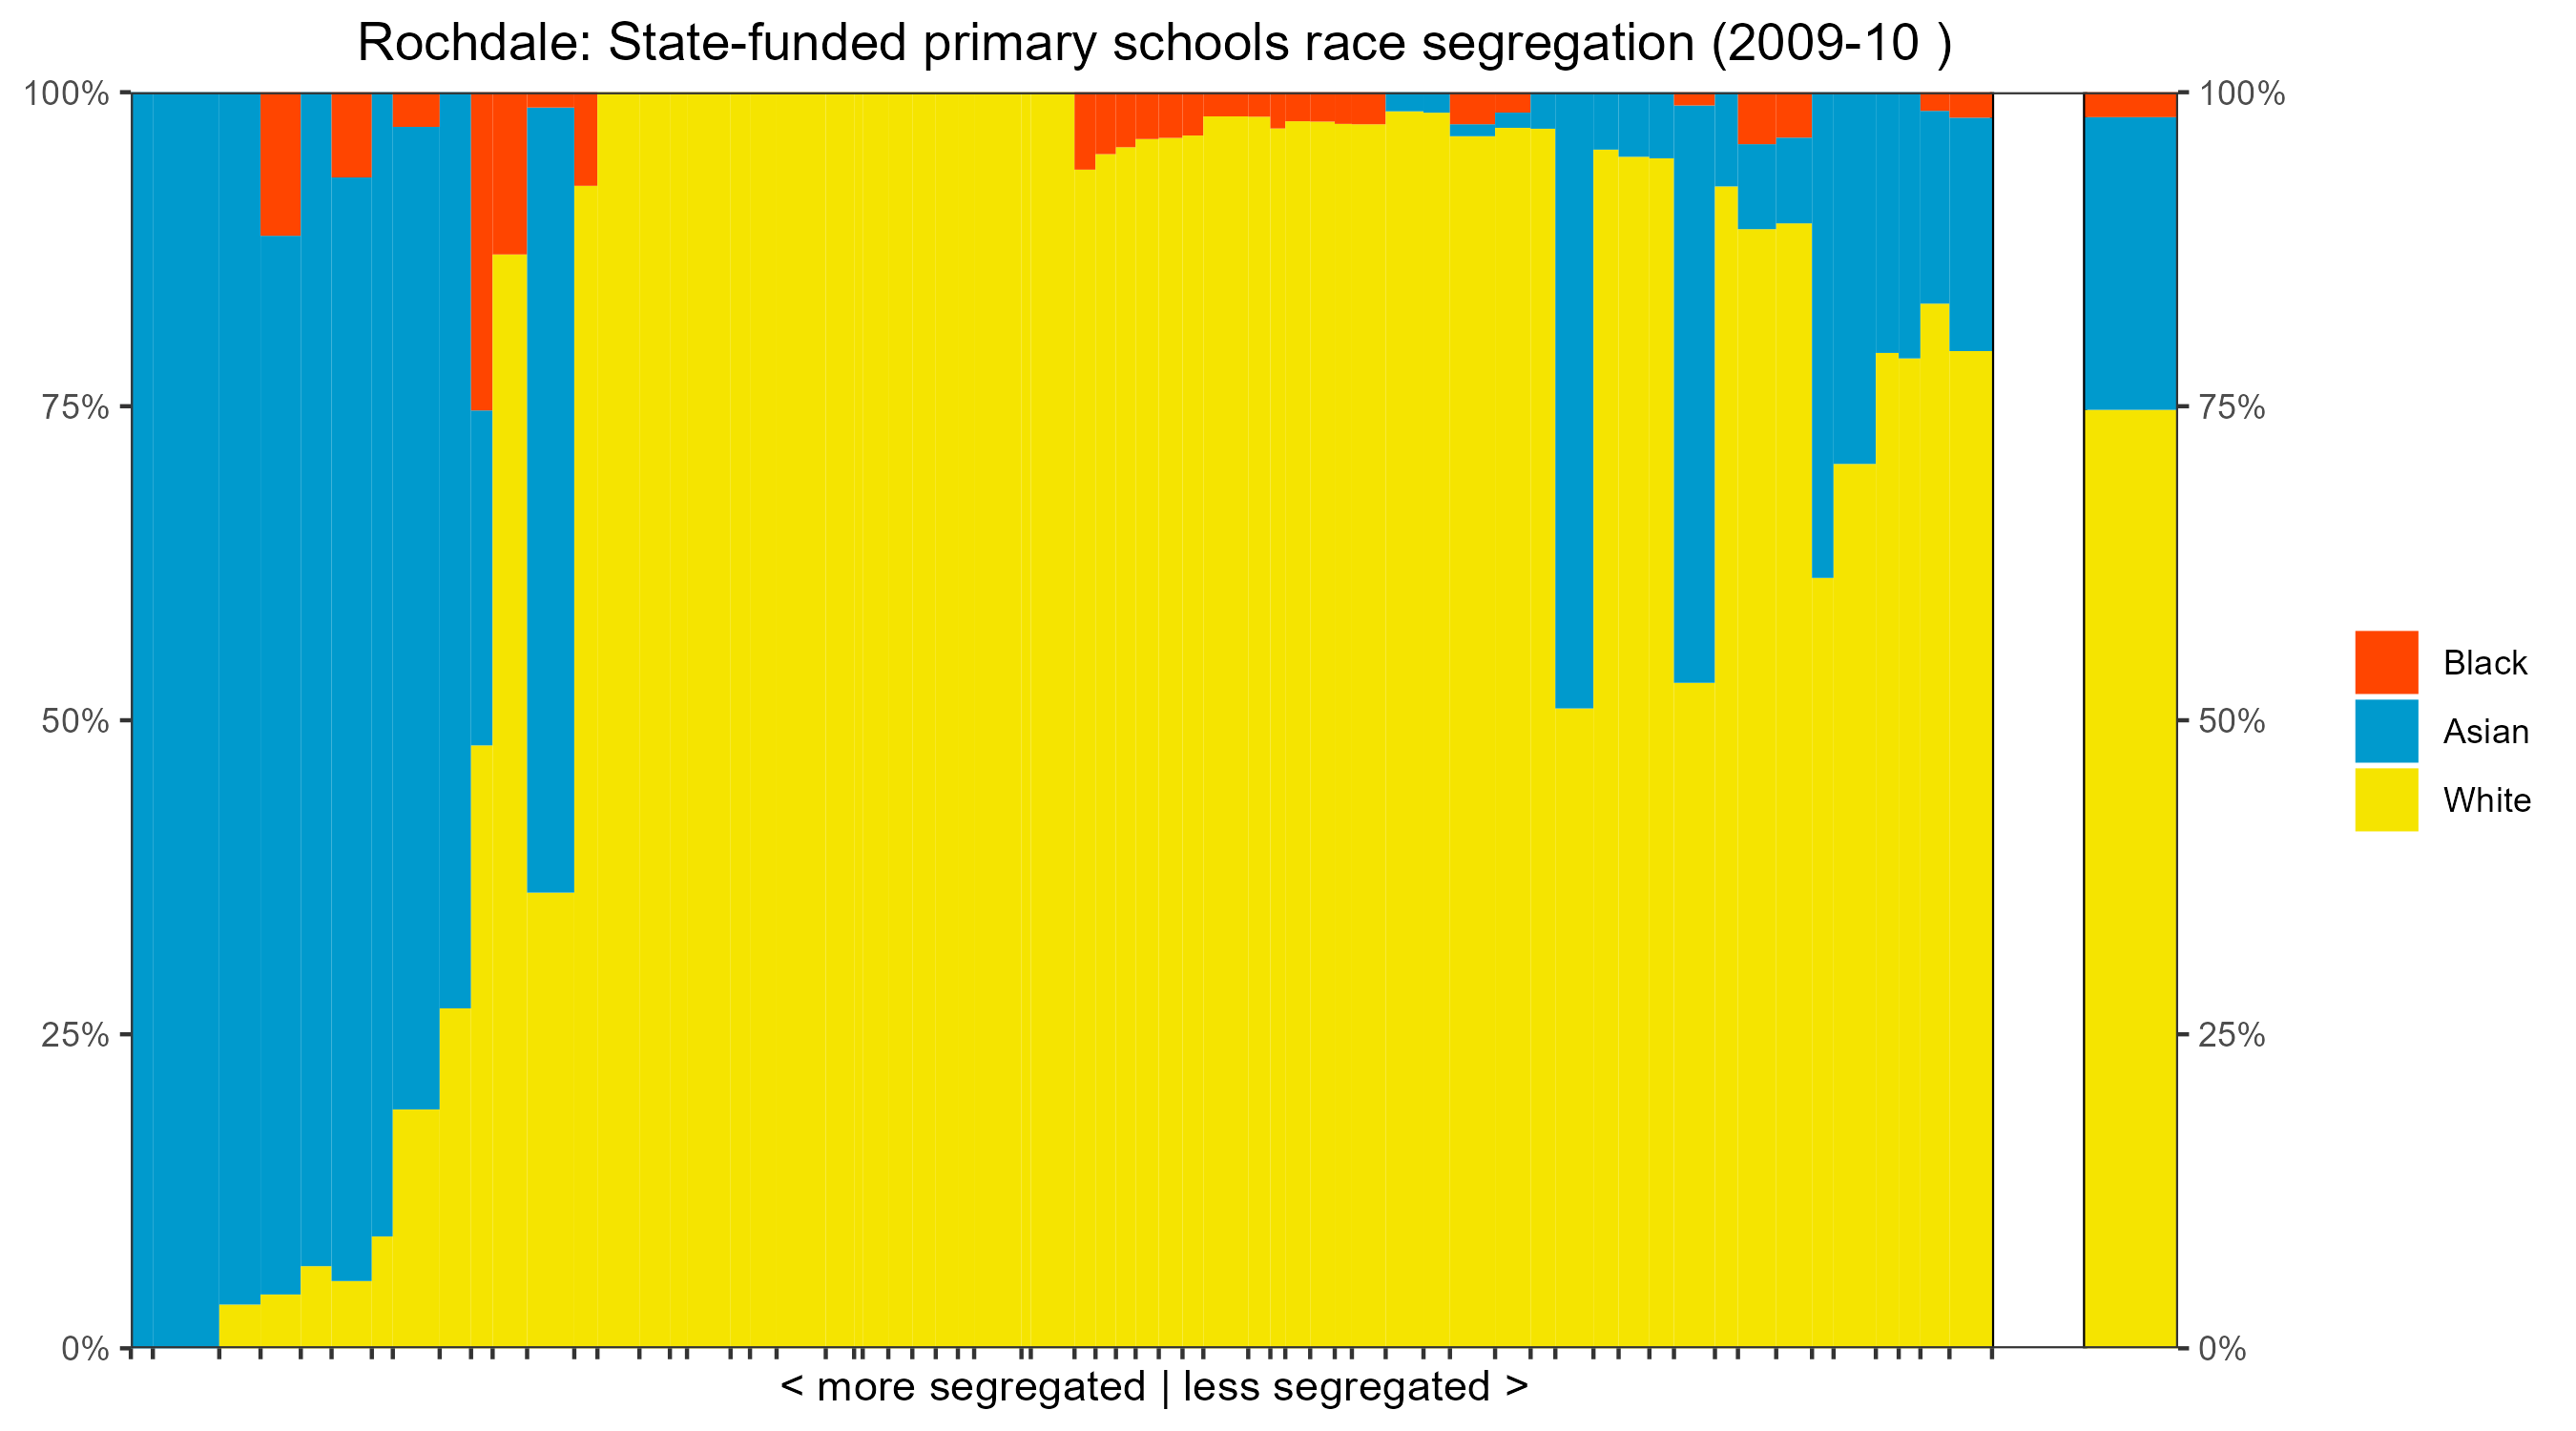 Rochdale: State-funded primary schools race segregation (2009-10 )
100%
75%
50%
25%
0%
100%
75%
50%
25%
0%
Black
Asian
White
< more segregated | less segregated >